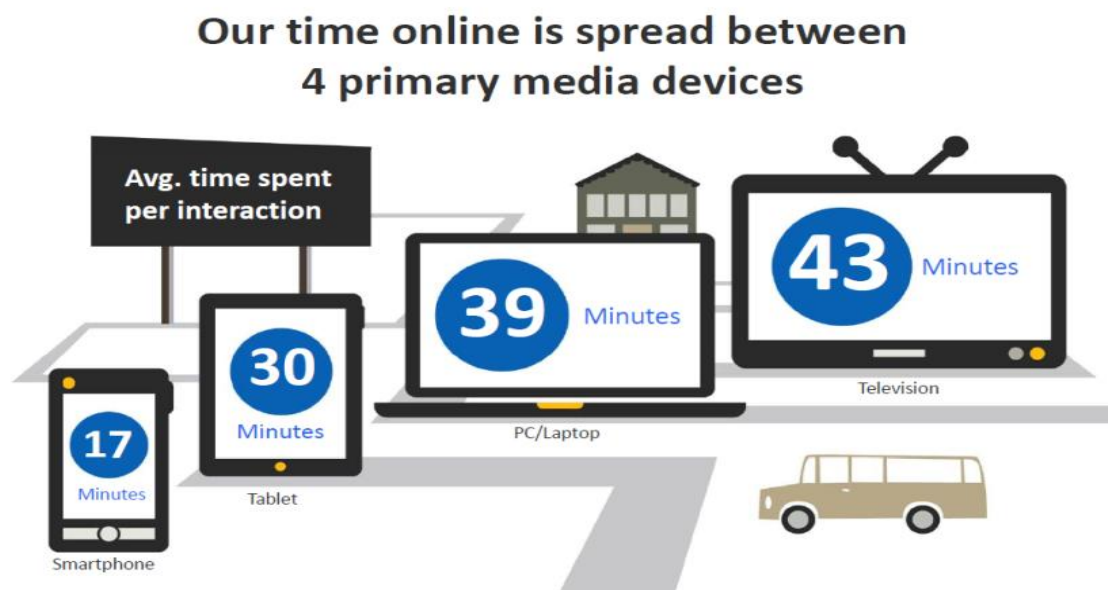 Our time online is spread between
4 primary media devices
Avg. time spent
per interaction
17
Minutes
Smartphone
30
Minutes
Tablet
39 Minutes
PC/Laptop
43 Minutes
Television